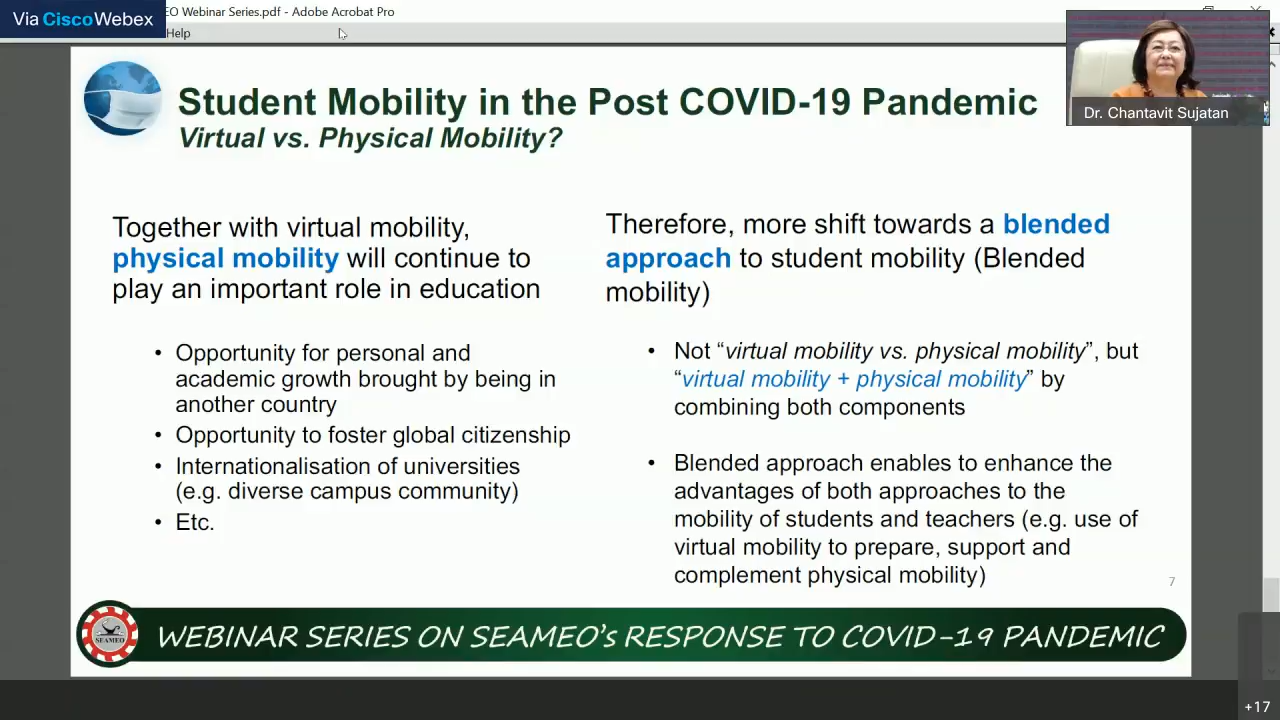 Via Cisco Webex
EO Webinar Series.pdf - Adobe Acrobat Pro
Help
Dr. Chantavit Sujatan
Student Mobility in the Post COVID-19 Pandemic
Virtual vs. Physical Mobility?
Together with virtual mobility,
physical mobility will continue to
play an important role in education
• Opportunity for personal and
academic growth brought by being in
another country
• Opportunity to foster global citizenship
• Internationalisation of universities
(e.g. diverse campus community)
• Etc.
Therefore, more shift towards a blended
approach to student mobility (Blended
mobility)
• Not “virtual mobility vs. physical mobility”, but
“virtual mobility + physical mobility” by
combining both components
• Blended approach enables to enhance the
advantages of both approaches to the
mobility of students and teachers (e.g. use of
virtual mobility to prepare, support and
complement physical mobility)
7
SEAMEO
WEBINAR SERIES ON SEAMEO’s RESPONSE TO COVID-19 PANDEMIC
+17